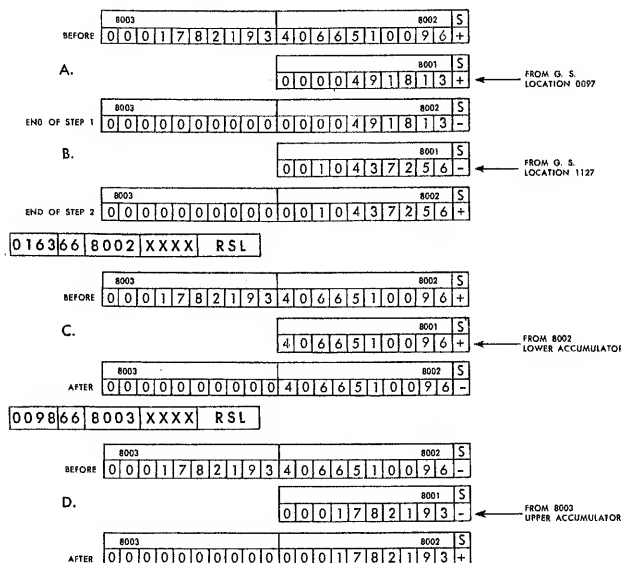 8003 8002 S
BEFORE 0 0 0 1 7 8 2 1 9 3 4 0 6 6 5 1 0 0 9 6 +
8001 S
A. 0 0 0 0 4 9 1 8 1 3 + FROM G. S. LOCATION 0097
8003 8002 S
END OF STEP 1 0 0 0 0 0 0 0 0 0 0 0 0 0 0 4 9 1 8 1 3 -
8001 S
B. 0 0 1 0 4 3 7 2 5 6 - FROM G. S. LOCATION 1127
8003 8002 S
END OF STEP 2 0 0 0 0 0 0 0 0 0 0 0 0 1 0 4 3 7 2 5 6 +
0163 66 8002 XXXX RSL
8003 8002 S
BEFORE 0 0 0 1 7 8 2 1 9 3 4 0 6 6 5 1 0 0 9 6 +
8001 S
C. 4 0 6 6 5 1 0 0 9 6 + FROM 8002 LOWER ACCUMULATOR
8003 8002 S
AFTER 0 0 0 0 0 0 0 0 0 0 4 0 6 6 5 1 0 0 9 6 -
0098 66 8003 XXXX RSL
8003 8002 S
BEFORE 0 0 0 1 7 8 2 1 9 3 4 0 6 6 5 1 0 0 9 6 -
8001 S
D. 0 0 0 1 7 8 2 1 9 3 - FROM 8003 UPPER ACCUMULATOR
8003 8002 S
AFTER 0 0 0 0 0 0 0 0 0 0 0 0 0 1 7 8 2 1 9 3 +